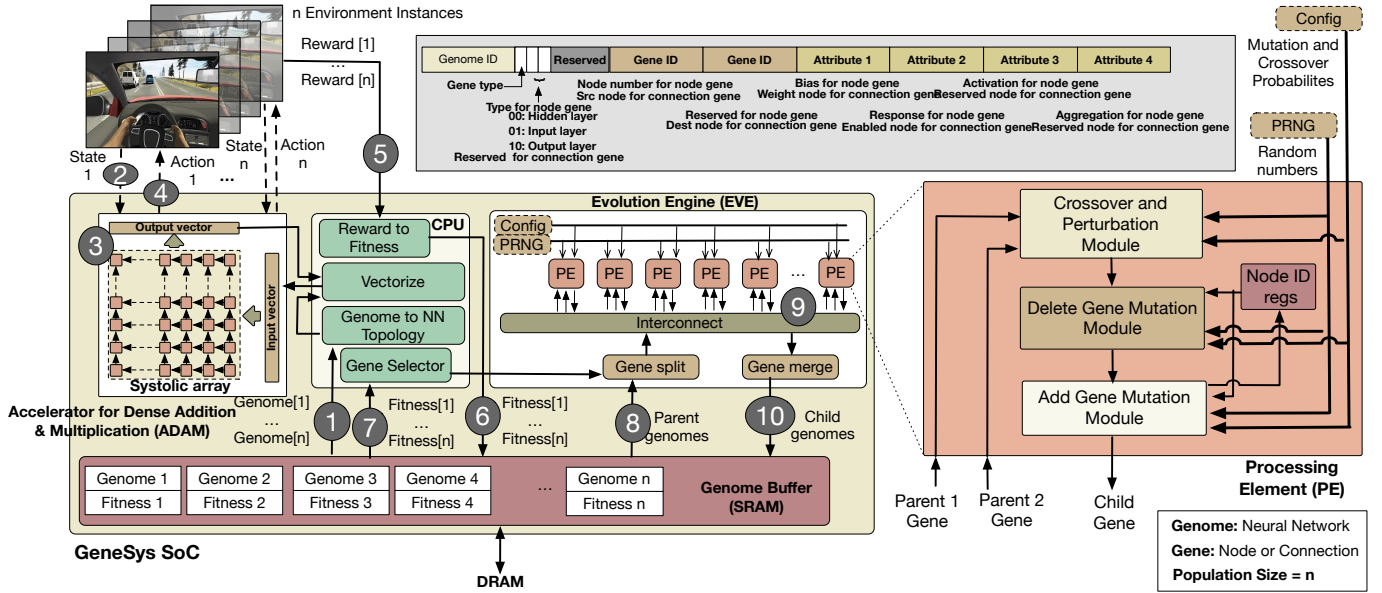 n Environment Instances
Reward [1]
...
Reward [n]
State
1
2
4
Action
1
...
State
n
Action
n
5
Genome ID
Reserved
Gene ID
Gene ID
Attribute 1
Attribute 2
Attribute 3
Attribute 4
Gene type
Type for node gene
00: Hidden layer
01: Input layer
10: Output layer
Reserved for connection gene
Node number for node gene
Src node for connection gene
Reserved for node gene
Dest node for connection gene
Bias for node gene
Weight node for connection gene
Response for node gene
Enabled node for connection gene
Activation for node gene
Reserved node for connection gene
Aggregation for node gene
Reserved node for connection gene
Config
Mutation and
Crossover
Probabilites
PRNG
Random
numbers
3
Output vector
Input vector
Systolic array
Accelerator for Dense Addition
& Multiplication (ADAM)
CPU
Reward to
Fitness
Vectorize
Genome to NN
Topology
Gene Selector
Evolution Engine (EVE)
Config
PRNG
PE
PE
PE
PE
PE
...
PE
9
Interconnect
Gene split
Gene merge
Genome[1]
...
Genome[n]
1
7
Fitness[1]
...
Fitness[n]
6
Fitness[1]
...
Fitness[n]
8
Parent
genomes
10
Child
genomes
Genome 1
Fitness 1
Genome 2
Fitness 2
Genome 3
Fitness 3
Genome 4
Fitness 4
...
Genome n
Fitness n
Genome Buffer
(SRAM)
GeneSys SoC
DRAM
Crossover and
Perturbation
Module
Delete Gene Mutation
Module
Node ID
regs
Add Gene Mutation
Module
Parent 1
Gene
Parent 2
Gene
Child
Gene
Processing
Element (PE)
Genome: Neural Network
Gene: Node or Connection
Population Size = n